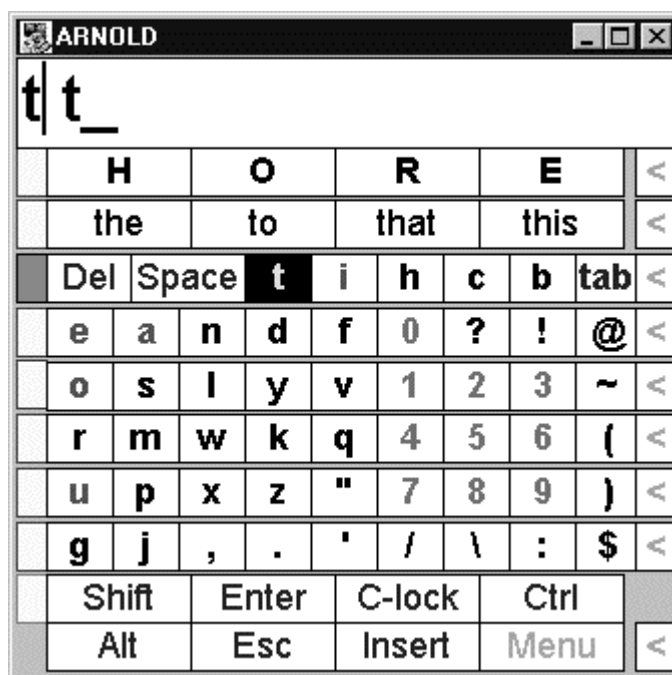 ARNOLD
t t_
H O R E <
the to that this <
Del Space t i h c b tab <
e a n d f 0 ? ! @ <
o s l y v 1 2 3 ~ <
r m w k q 4 5 6 ( <
u p x z " 7 8 9 ) <
g j , . ' / \ : $ <
Shift Enter C-lock Ctrl
Alt Esc Insert Menu <